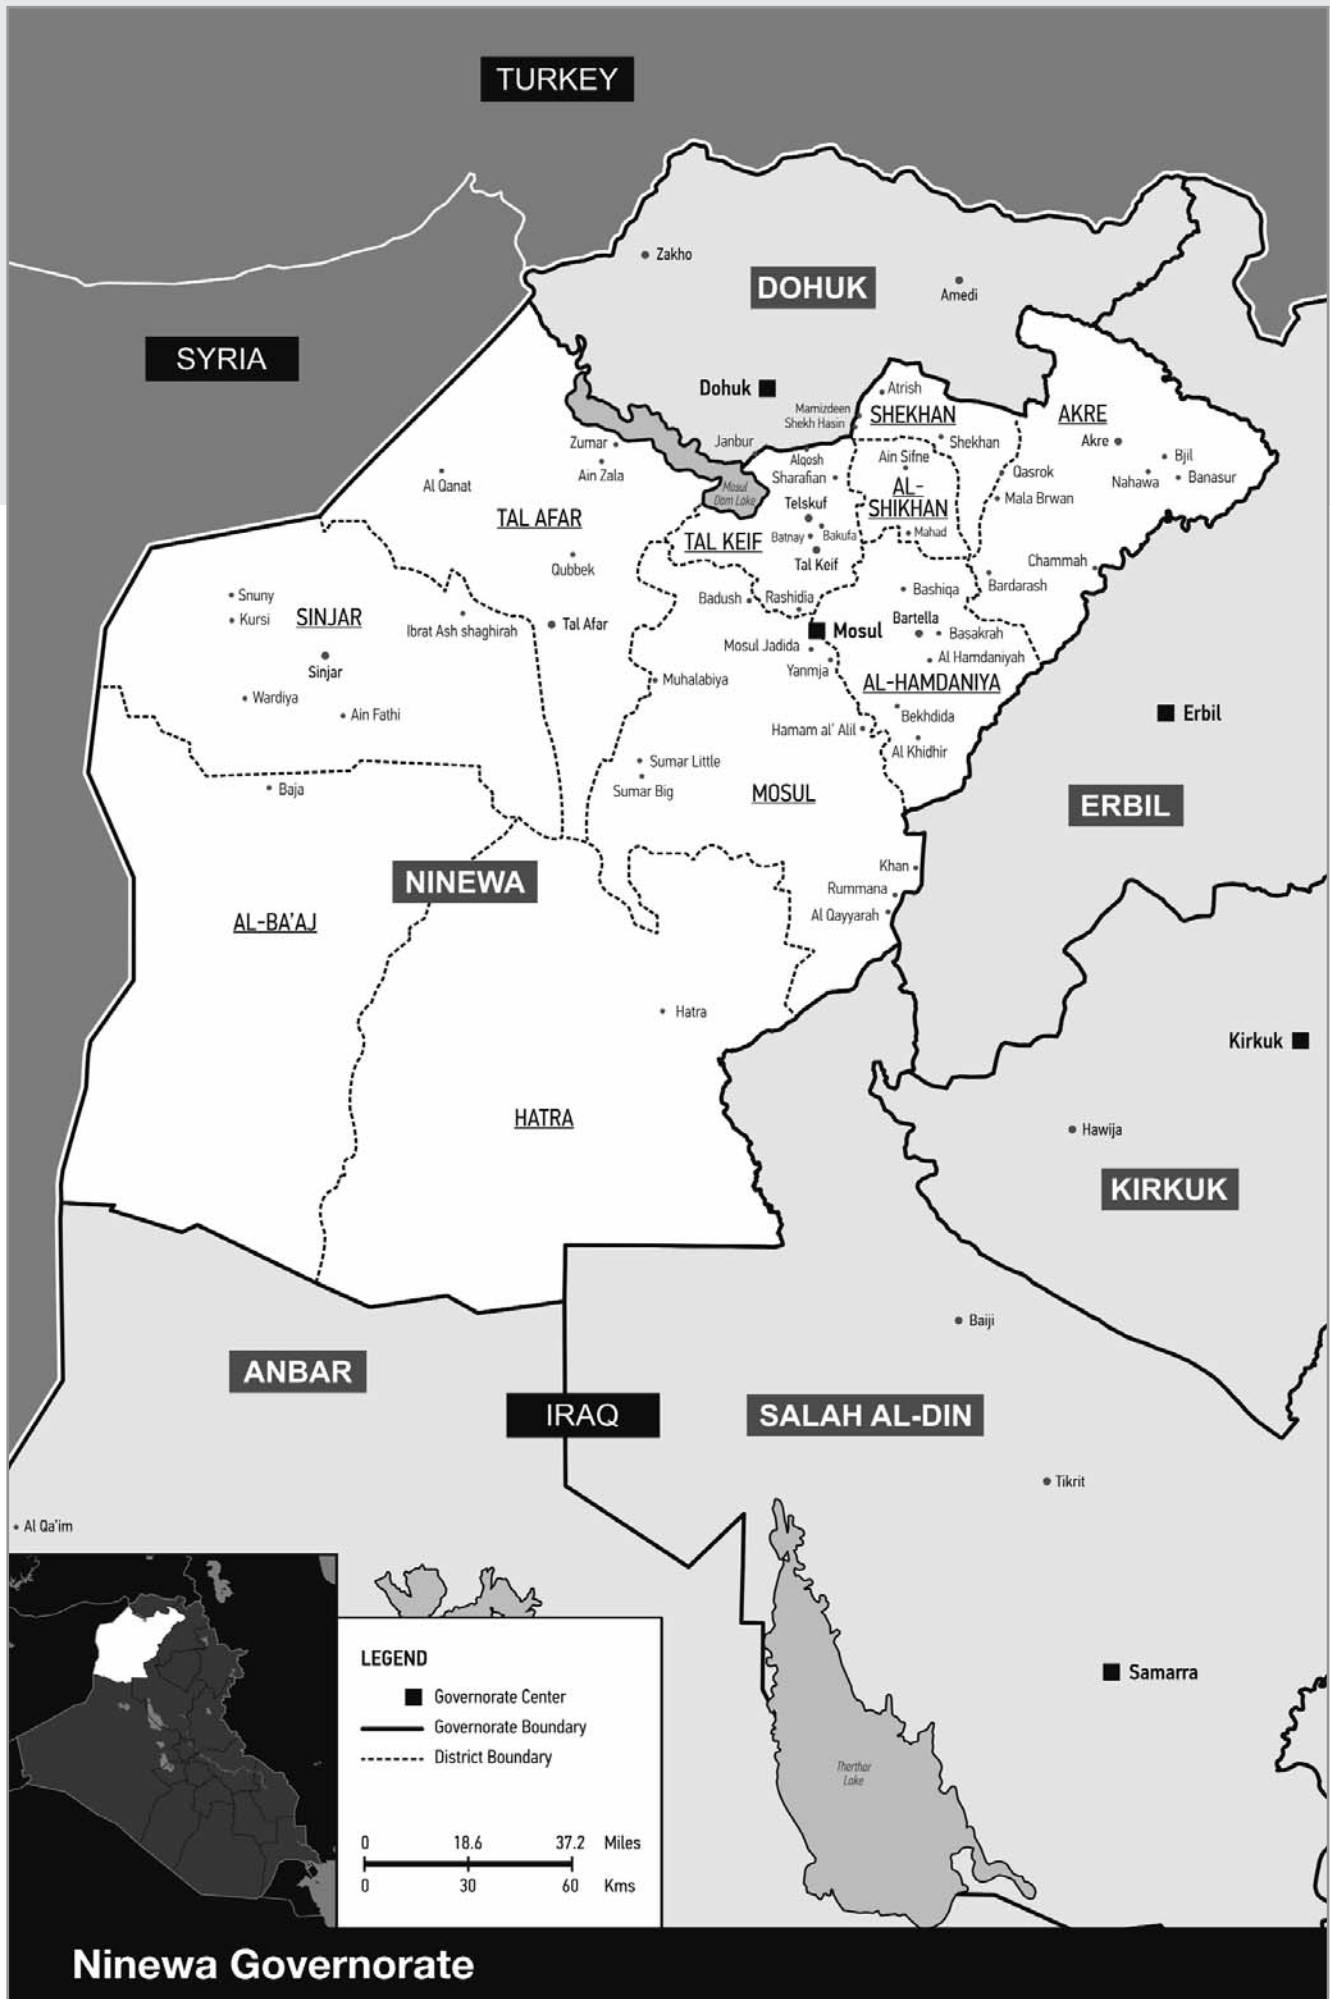 TURKEY
Zakho
DOHUK
Amedi
SYRIA
Dohuk
Atrish
Mamizdeen
Shekh Hasin
SHEKHAN
AKRE
Zumar
Janbur
Shekhan
Akre
Alqosh
Ain Sifne
Bjil
Al Qanat
Ain Zala
Sharafian
Qasrok
Nahawa
Banasur
Mosul
Dam Lake
AL-
SHIKHAN
Mala Brwan
Telskuf
TAL AFAR
TAL KEIF
Batnay
Bakufa
Mahad
Tal Keif
Qubbek
Chammah
Bardarash
Snuny
Badush
Rashidia
Bashiqa
Kursi
SINJAR
Ibrat Ash shaghirah
Tal Afar
Bartella
Mosul
Basakrah
Mosul Jadida
Sinjar
Yanmja
Al Hamdaniyah
Muhalabiya
AL-HAMDANIYA
Wardiya
Ain Fathi
Bekhdida
Erbil
Hamam al' Alil
Al Khidhir
Sumar Little
Baja
Sumar Big
MOSUL
ERBIL
Khan
NINEWA
Rummana
Al Qayyarah
AL-BA'AJ
Hatra
Kirkuk
HATRA
Hawija
KIRKUK
Baiji
ANBAR
IRAQ
SALAH AL-DIN
Tikrit
Al Qa'im
LEGEND
Governorate Center
Governorate Boundary
District Boundary
0 18.6 37.2 Miles
0 30 60 Kms
Samarra
Tharthar
Lake
Ninewa Governorate